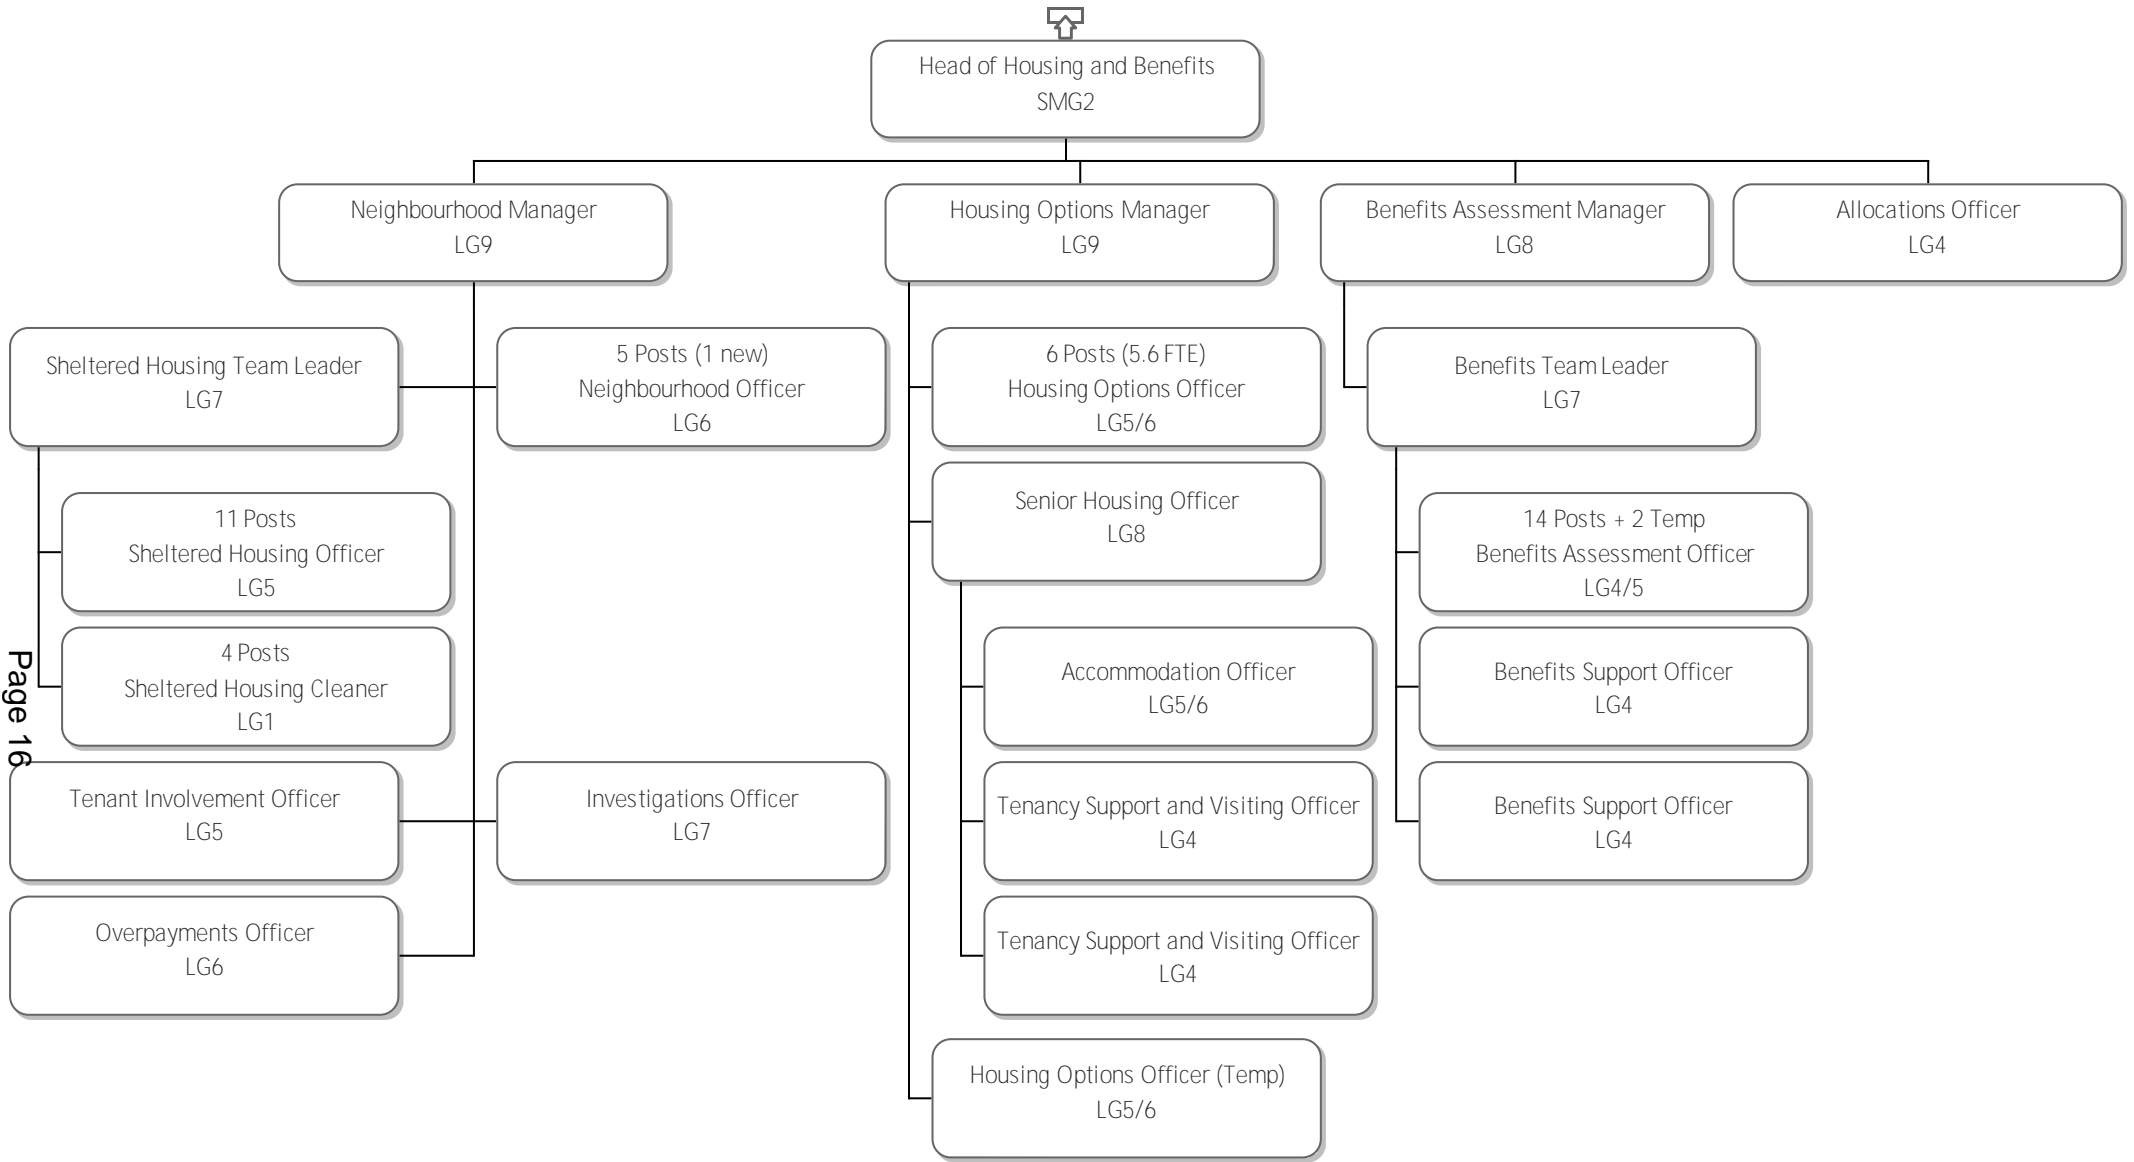 Head of Housing and Benefits
SMG2
Neighbourhood Manager
LG9
Housing Options Manager
LG9
Benefits Assessment Manager
LG8
Allocations Officer
LG4
Sheltered Housing Team Leader
LG7
5 Posts (1 new)
Neighbourhood Officer
LG6
11 Posts
Sheltered Housing Officer
LG5
4 Posts
Sheltered Housing Cleaner
LG1
Tenant Involvement Officer
LG5
Investigations Officer
LG7
Overpayments Officer
LG6
6 Posts (5.6 FTE)
Housing Options Officer
LG5/6
Senior Housing Officer
LG8
Accommodation Officer
LG5/6
Tenancy Support and Visiting Officer
LG4
Tenancy Support and Visiting Officer
LG4
Housing Options Officer (Temp)
LG5/6
Benefits Team Leader
LG7
14 Posts + 2 Temp
Benefits Assessment Officer
LG4/5
Benefits Support Officer
LG4
Benefits Support Officer
LG4
Page 16